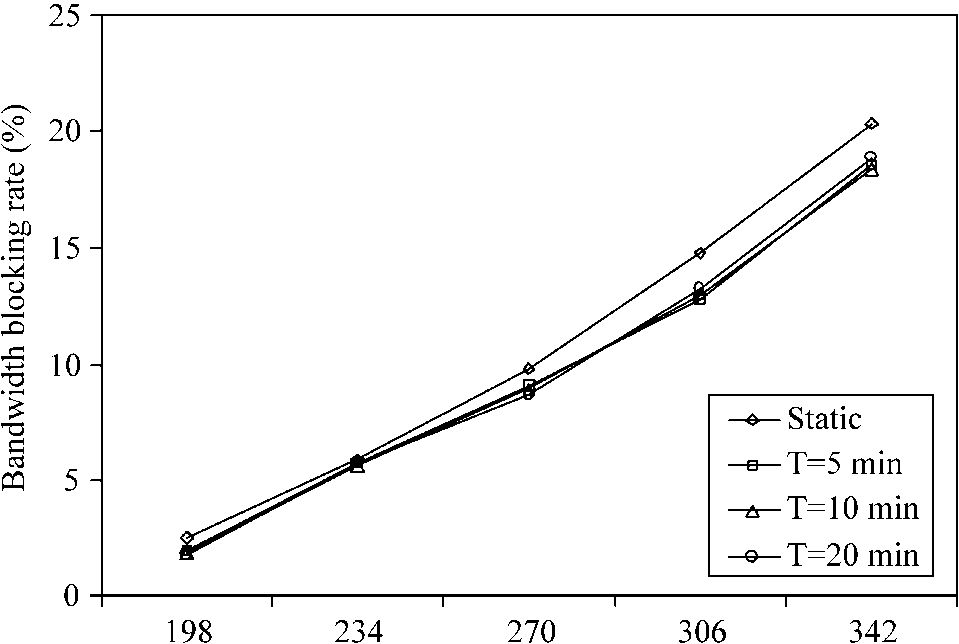 25
20
15
10
5
0
Bandwidth blocking rate (%)
198 234 270 306 342
Static
T=5 min
T=10 min
T=20 min